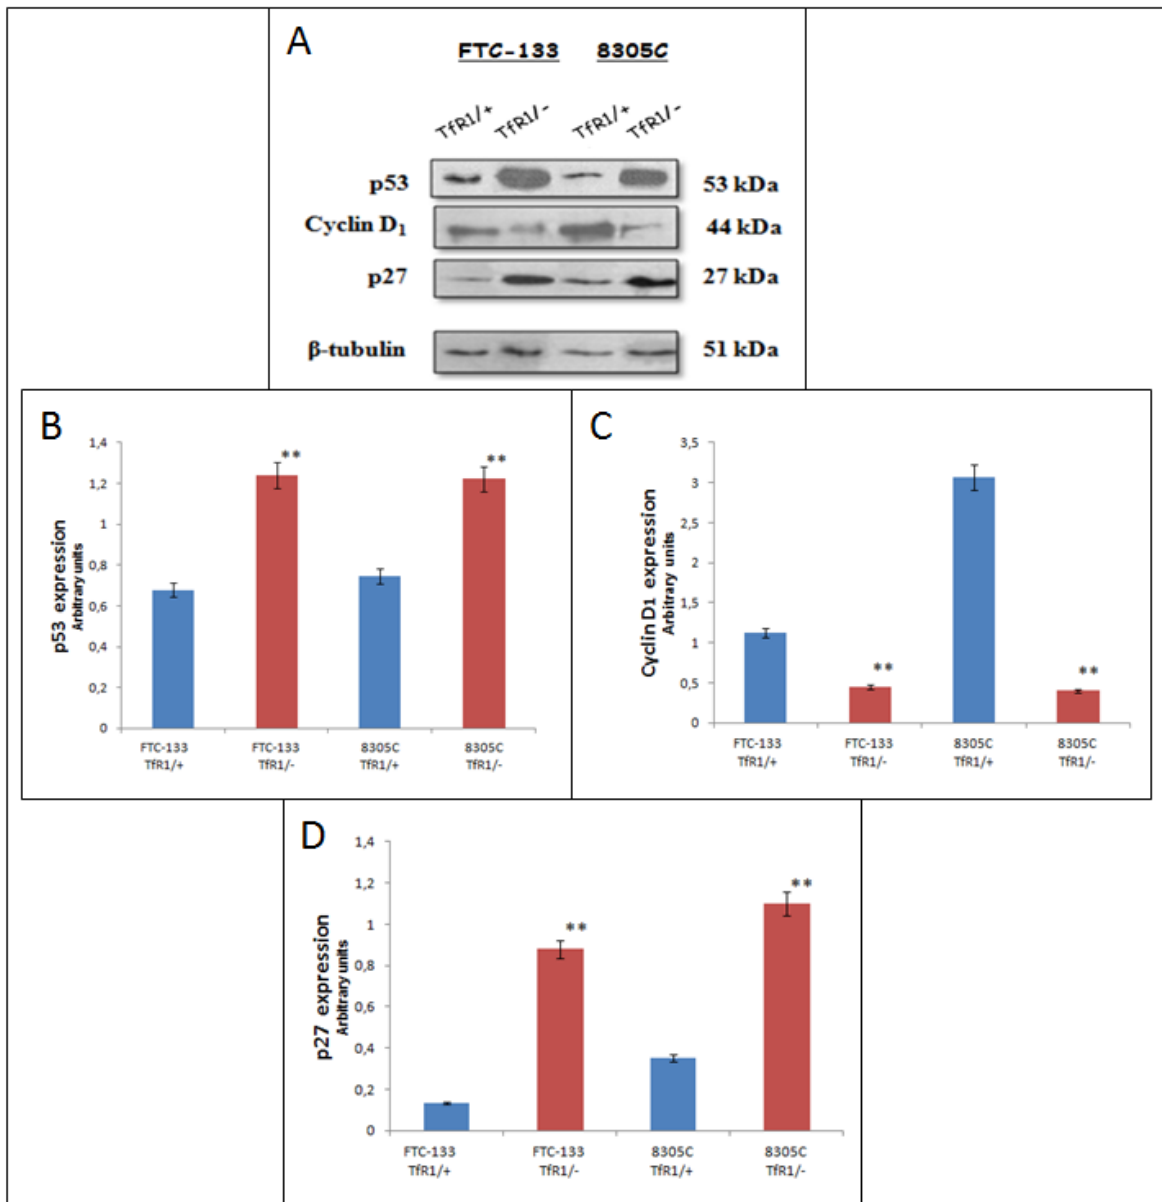 A
FTC-133 8305C
TfR1/+ TfR1/- TfR1/+ TfR1/-
p53 53 kDa
Cyclin D1 44 kDa
p27 27 kDa
β-tubulin 51 kDa
B
p53 expression
Arbitrary units
1,4
1,2
1
0,8
0,6
0,4
0,2
0
** **
FTC-133 FTC-133 8305C 8305C
TfR1/+ TfR1/- TfR1/+ TfR1/-
C
Cyclin D1 expression
Arbitrary units
3,5
3
2,5
2
1,5
1
0,5
0
** **
FTC-133 FTC-133 8305C 8305C
TfR1/+ TfR1/- TfR1/+ TfR1/-
D
p27 expression
Arbitrary units
1,4
1,2
1
0,8
0,6
0,4
0,2
0
** **
FTC-133 FTC-133 8305C 8305C
TfR1/+ TfR1/- TfR1/+ TfR1/-